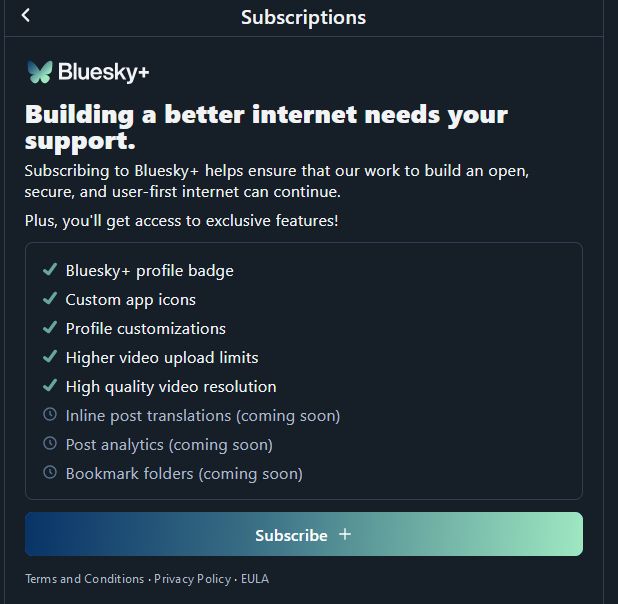 Subscriptions
Bluesky+
Building a better internet needs your
support.
Subscribing to Bluesky+ helps ensure that our work to build an open,
secure, and user-first internet can continue.
Plus, you'll get access to exclusive features!
Bluesky+ profile badge
Custom app icons
Profile customizations
Higher video upload limits
High quality video resolution
Inline post translations (coming soon)
Post analytics (coming soon)
Bookmark folders (coming soon)
Subscribe +
Terms and Conditions · Privacy Policy · EULA